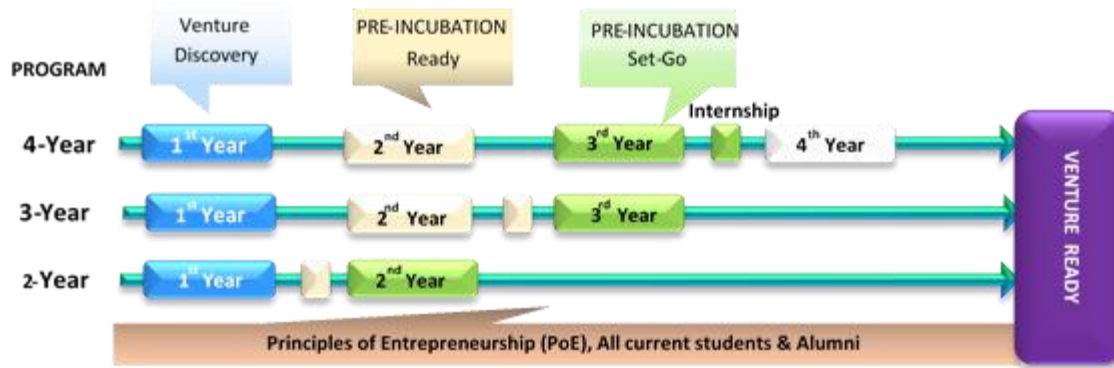 Venture
Discovery
PRE-INCUBATION
Ready
PRE-INCUBATION
Set-Go
PROGRAM
Internship
4-Year
1st Year
2nd Year
3rd Year
4th Year
3-Year
1st Year
2nd Year
3rd Year
2-Year
1st Year
2nd Year
VENTURE READY
Principles of Entrepreneurship (PoE), All current students & Alumni